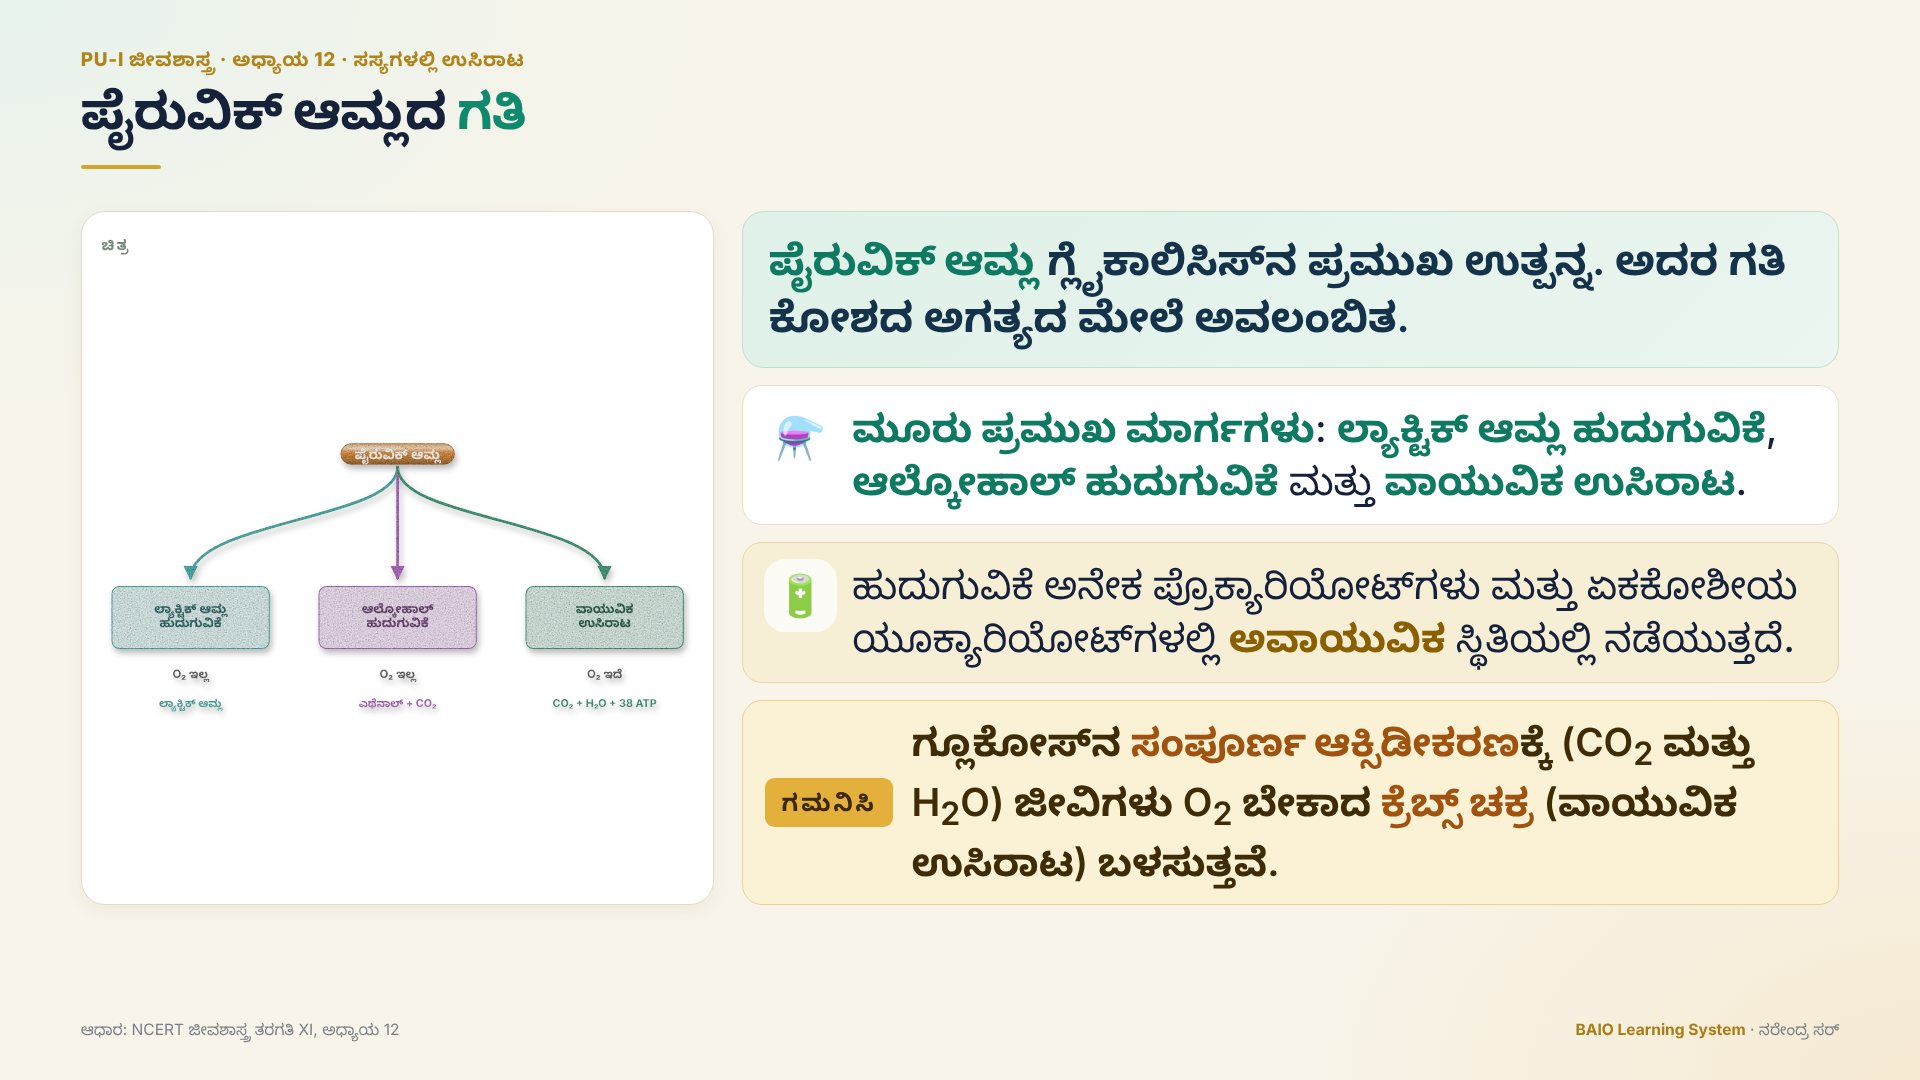 PU-I ಜೀವಶಾಸ್ತ್ರ · ಅಧ್ಯಾಯ 12 · ಸಸ್ಯಗಳಲ್ಲಿ ಉಸಿರಾಟ
ಪೈರುವಿಕ್ ಆಮ್ಲದ ಗತಿ
ಚಿತ್ರ
ಪೈರುವಿಕ್ ಆಮ್ಲ
ಲ್ಯಾಕ್ಟಿಕ್ ಆಮ್ಲ
ಹುದುಗುವಿಕೆ
O₂ ಇಲ್ಲ
ಲ್ಯಾಕ್ಟಿಕ್ ಆಮ್ಲ
ಆಲ್ಕೋಹಾಲ್
ಹುದುಗುವಿಕೆ
O₂ ಇಲ್ಲ
ಎಥೆನಾಲ್ + CO₂
ವಾಯುವಿಕ
ಉಸಿರಾಟ
O₂ ಇದೆ
CO₂ + H₂O + 38 ATP
ಪೈರುವಿಕ್ ಆಮ್ಲ ಗ್ಲೈಕಾಲಿಸಿಸ್‌ನ ಪ್ರಮುಖ ಉತ್ಪನ್ನ. ಅದರ ಗತಿ
ಕೋಶದ ಅಗತ್ಯದ ಮೇಲೆ ಅವಲಂಬಿತ.
ಮೂರು ಪ್ರಮುಖ ಮಾರ್ಗಗಳು: ಲ್ಯಾಕ್ಟಿಕ್ ಆಮ್ಲ ಹುದುಗುವಿಕೆ,
ಆಲ್ಕೋಹಾಲ್ ಹುದುಗುವಿಕೆ ಮತ್ತು ವಾಯುವಿಕ ಉಸಿರಾಟ.
ಹುದುಗುವಿಕೆ ಅನೇಕ ಪ್ರೊಕ್ಯಾರಿಯೋಟ್‌ಗಳು ಮತ್ತು ಏಕಕೋಶೀಯ
ಯೂಕ್ಯಾರಿಯೋಟ್‌ಗಳಲ್ಲಿ ಅವಾಯುವಿಕ ಸ್ಥಿತಿಯಲ್ಲಿ ನಡೆಯುತ್ತದೆ.
ಗಮನಿಸಿ
ಗ್ಲೂಕೋಸ್‌ನ ಸಂಪೂರ್ಣ ಆಕ್ಸಿಡೀಕರಣಕ್ಕೆ (CO₂ ಮತ್ತು
H₂O) ಜೀವಿಗಳು O₂ ಬೇಕಾದ ಕ್ರೆಬ್ಸ್ ಚಕ್ರ (ವಾಯುವಿಕ
ಉಸಿರಾಟ) ಬಳಸುತ್ತವೆ.
ಆಧಾರ: NCERT ಜೀವಶಾಸ್ತ್ರ ತರಗತಿ XI, ಅಧ್ಯಾಯ 12
BAIO Learning System · ನರೇಂದ್ರ ಸರ್